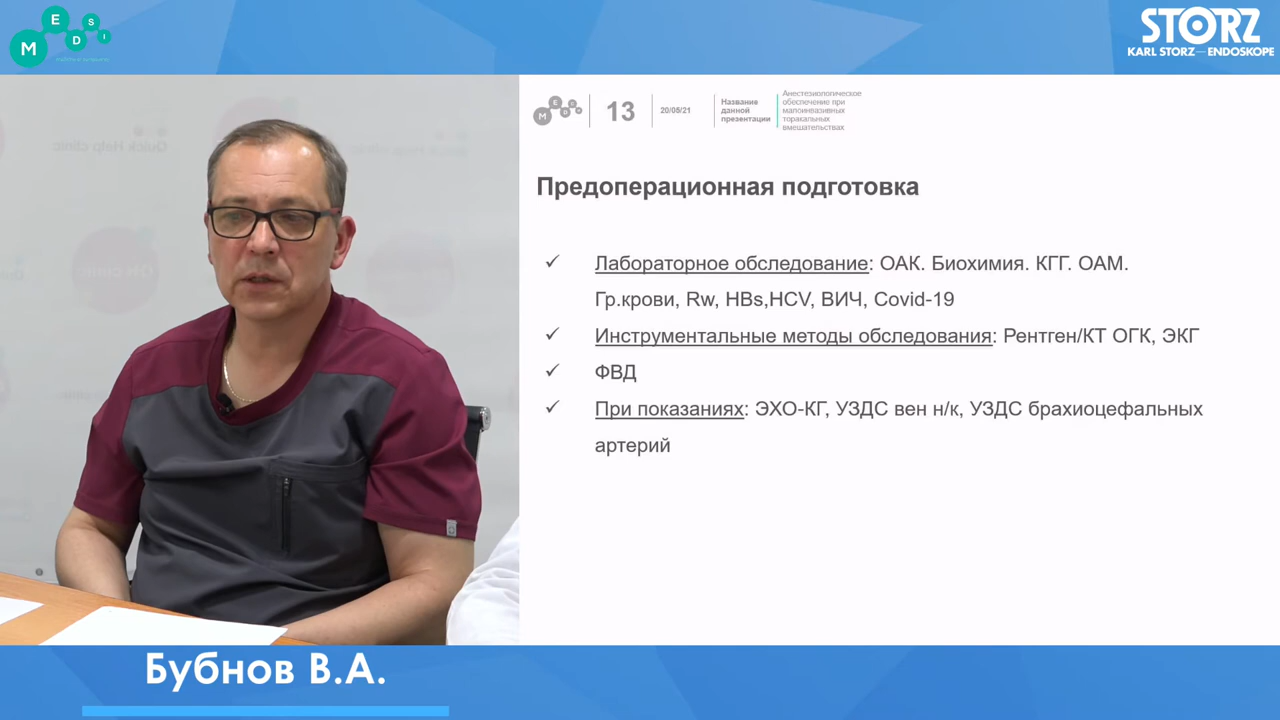 M E D S I
STORZ
KARL STORZ—ENDOSKOPE
M E D S I
13
20/05/21
Название
данной
презентации
Анестезиологическое
обеспечение при
малоинвазивных
торакальных
вмешательствах
Предоперационная подготовка
✓ Лабораторное обследование: ОАК. Биохимия. КГГ. ОАМ.
Гр.крови, Rw, HBs,HCV, ВИЧ, Covid-19
✓ Инструментальные методы обследования: Рентген/КТ ОГК, ЭКГ
✓ ФВД
✓ При показаниях: ЭХО-КГ, УЗДС вен н/к, УЗДС брахиоцефальных
артерий
Бубнов В.А.